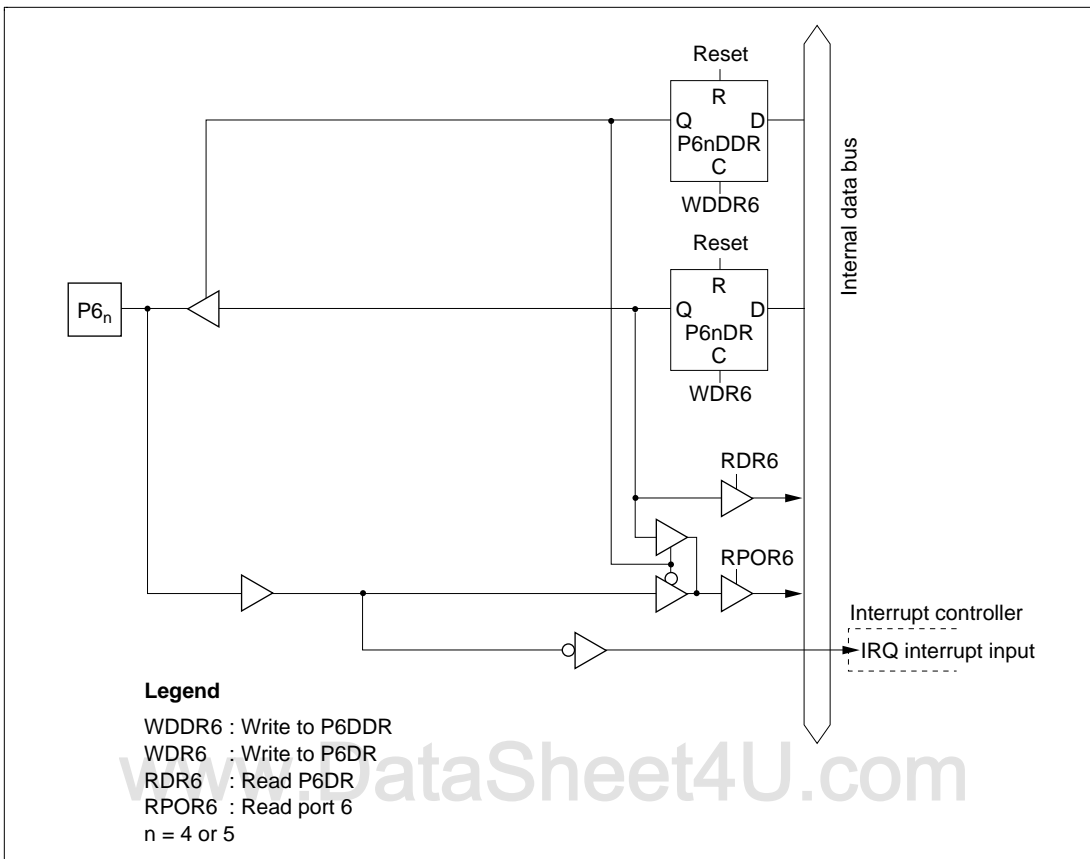 Reset
R
Q D
P6nDDR
C
WDDR6
Internal data bus
Reset
R
P6n
Q D
P6nDR
C
WDR6
RDR6
RPOR6
Interrupt controller
IRQ interrupt input
Legend
WDDR6 : Write to P6DDR
WDR6 : Write to P6DR
RDR6 : Read P6DR
RPOR6 : Read port 6
n = 4 or 5
www.DataSheet4U.com